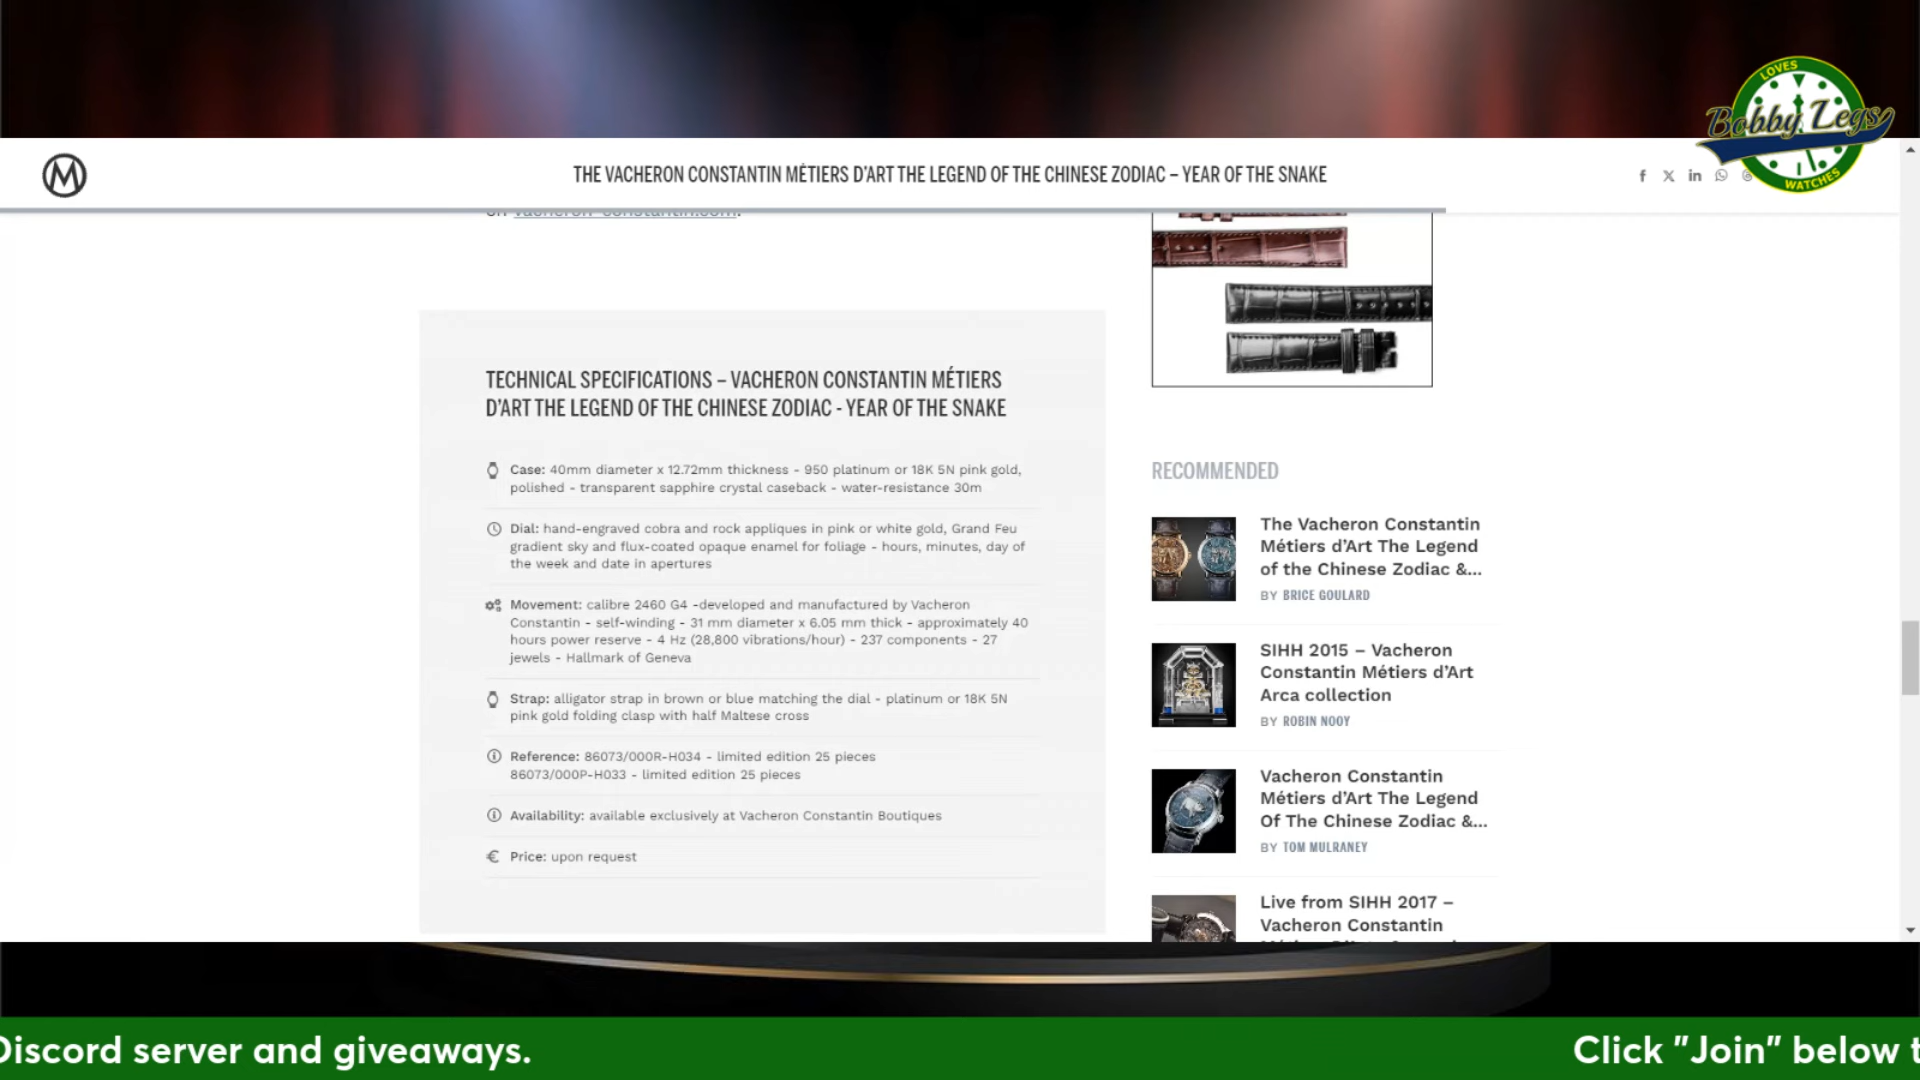 LOVES
Bobby Legs
WATCHES
M
THE VACHERON CONSTANTIN MÉTIERS D'ART THE LEGEND OF THE CHINESE ZODIAC – YEAR OF THE SNAKE
on vacheron-constantin.com.
TECHNICAL SPECIFICATIONS – VACHERON CONSTANTIN MÉTIERS
D'ART THE LEGEND OF THE CHINESE ZODIAC - YEAR OF THE SNAKE
Case: 40mm diameter x 12.72mm thickness - 950 platinum or 18K 5N pink gold,
polished - transparent sapphire crystal caseback - water-resistance 30m
Dial: hand-engraved cobra and rock appliques in pink or white gold, Grand Feu
gradient sky and flux-coated opaque enamel for foliage - hours, minutes, day of
the week and date in apertures
Movement: calibre 2460 G4 -developed and manufactured by Vacheron
Constantin - self-winding - 31 mm diameter x 6.05 mm thick - approximately 40
hours power reserve - 4 Hz (28,800 vibrations/hour) - 237 components - 27
jewels - Hallmark of Geneva
Strap: alligator strap in brown or blue matching the dial - platinum or 18K 5N
pink gold folding clasp with half Maltese cross
Reference: 86073/000R-H034 - limited edition 25 pieces
86073/000P-H033 - limited edition 25 pieces
Availability: available exclusively at Vacheron Constantin Boutiques
€ Price: upon request
RECOMMENDED
The Vacheron Constantin
Métiers d'Art The Legend
of the Chinese Zodiac &...
BY BRICE GOULARD
SIHH 2015 – Vacheron
Constantin Métiers d'Art
Arca collection
BY ROBIN NOOY
Vacheron Constantin
Métiers d'Art The Legend
Of The Chinese Zodiac &...
BY TOM MULRANEY
Live from SIHH 2017 –
Vacheron Constantin
Discord server and giveaways.
Click "Join" below t